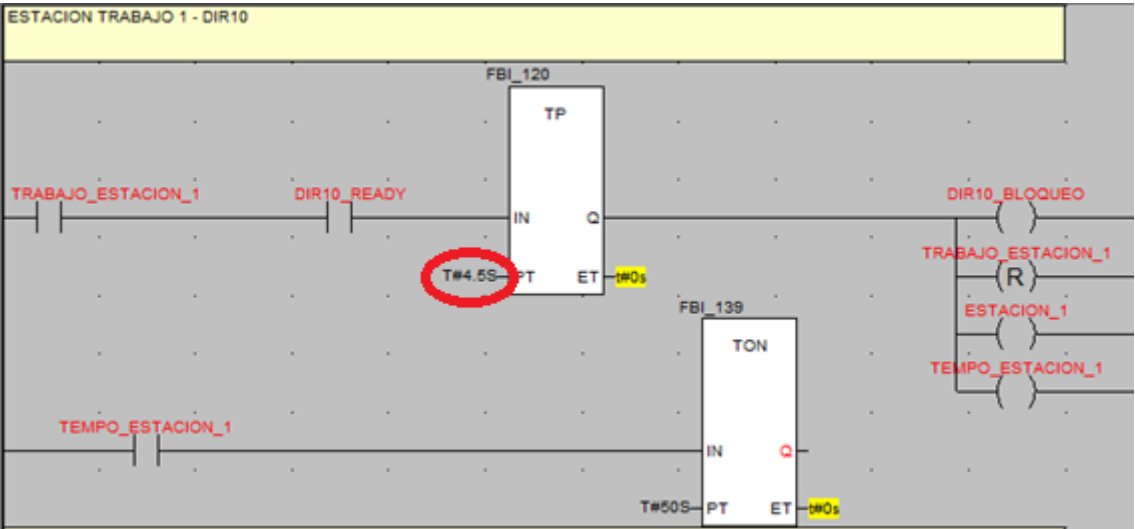 ESTACION TRABAJO 1 - DIR10
FBI_120
TP
TRABAJO_ESTACION_1
DIR10_READY
DIR10_BLOQUEO
IN
Q
TRABAJO_ESTACION_1
R
T#4.5S
PT
ET
t#0s
FBI_139
ESTACION_1
TON
TEMPO_ESTACION_1
TEMPO_ESTACION_1
IN
Q
T#50S
PT
ET
t#0s